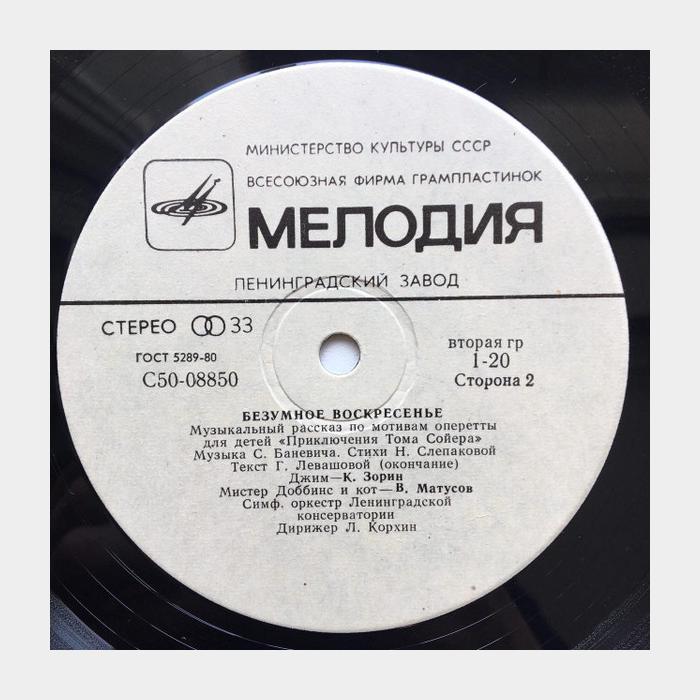 МИНИСТЕРСТВО КУЛЬТУРЫ СССР
ВСЕСОЮЗНАЯ ФИРМА ГРАМПЛАСТИНОК
МЕЛОДИЯ
ЛЕНИНГРАДСКИЙ ЗАВОД
СТЕРЕО 33
ГОСТ 5289-80
С50-08850
вторая гр
1-20
Сторона 2
БЕЗУМНОЕ ВОСКРЕСЕНЬЕ
Музыкальный рассказ по мотивам оперетты
для детей «Приключения Тома Сойера»
Музыка С. Баневича. Стихи Н. Слепаковой
Текст Г. Левашовой (окончание)
Джим—К. Зорин
Мистер Доббинс и кот—В. Матусов
Симф. оркестр Ленинградской
консерватории
Дирижер Л. Корхин